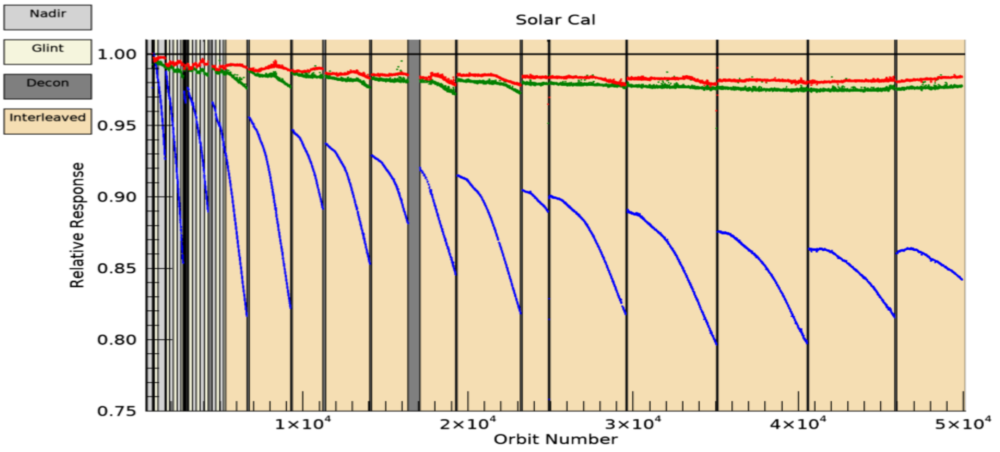 Nadir
Solar Cal
Glint
Decon
Interleaved
1.00
0.95
0.90
0.85
0.80
0.75
Relative Response
1×10⁴
2×10⁴
3×10⁴
4×10⁴
5×10⁴
Orbit Number